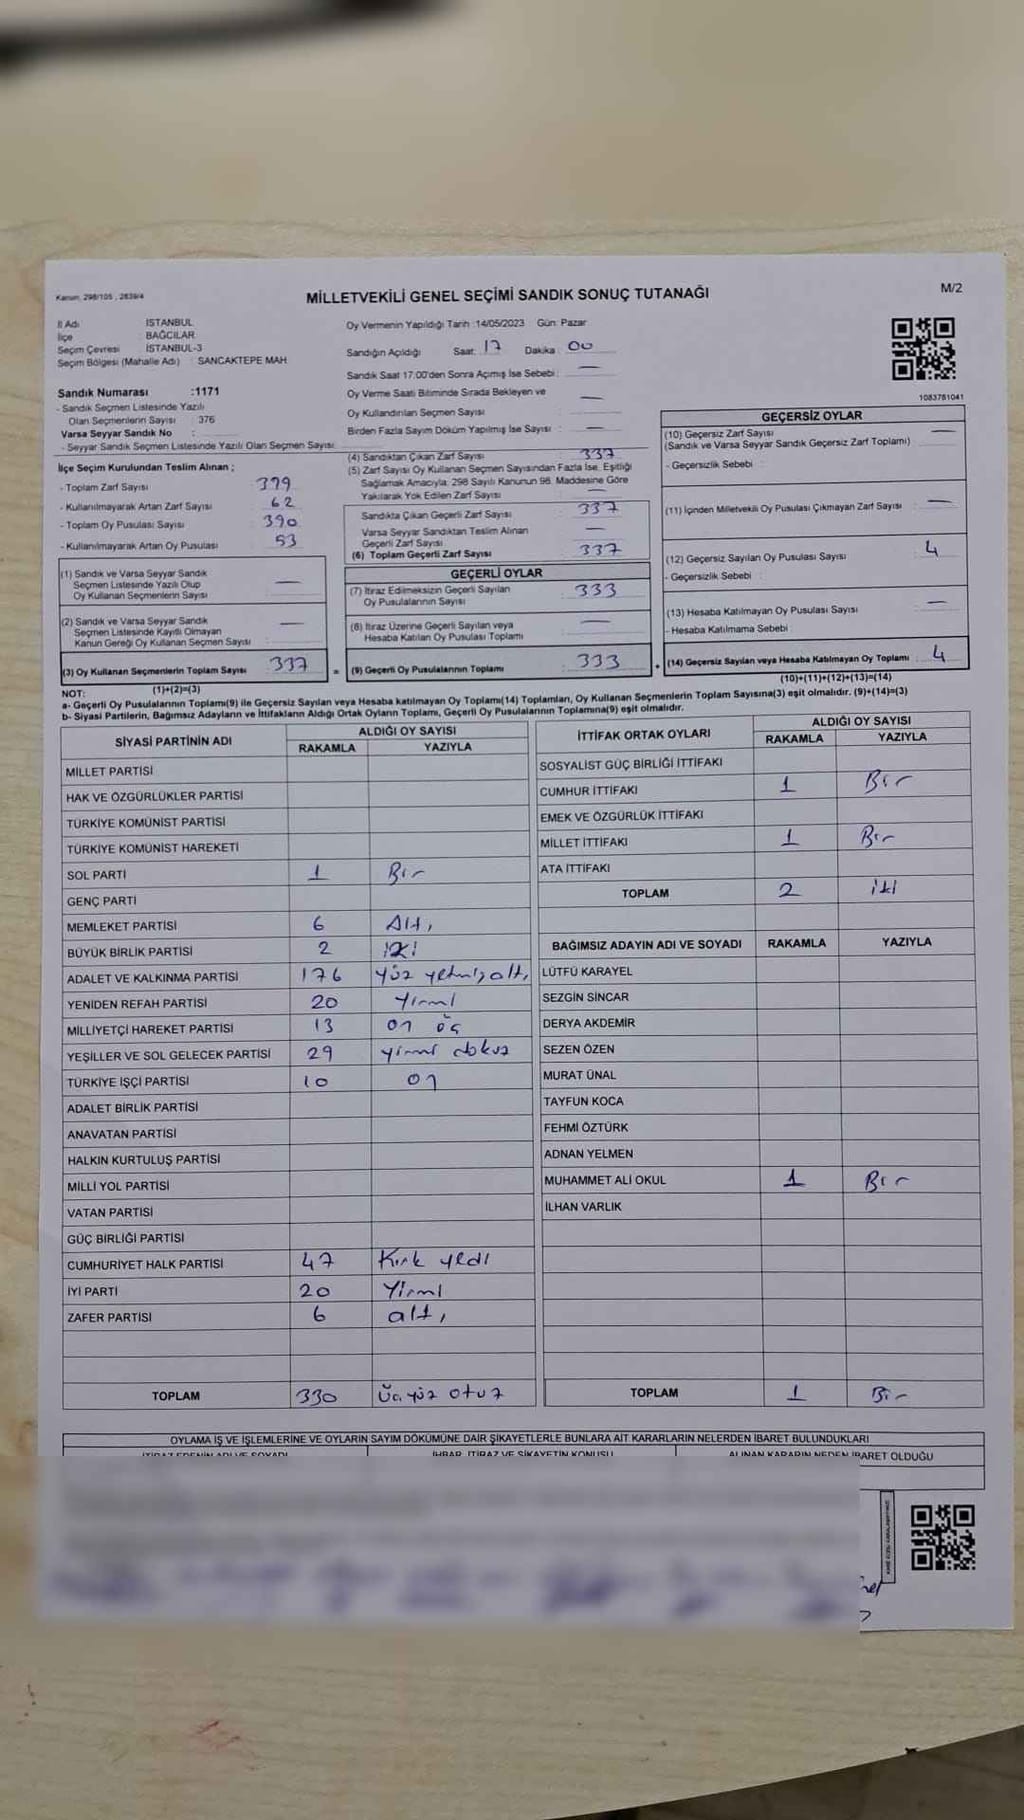 Kanun, 298/105 , 2839/4
MİLLETVEKİLİ GENEL SEÇİMİ SANDIK SONUÇ TUTANAĞI
M/2
İl Adı İSTANBUL
İlçe BAĞCILAR
Seçim Çevresi İSTANBUL-3
Seçim Bölgesi (Mahalle Adı) : SANCAKTEPE MAH
Sandık Numarası :1171
- Sandık Seçmen Listesinde Yazılı
Olan Seçmenlerin Sayısı : 376
Varsa Seyyar Sandık No :
- Seyyar Sandık Seçmen Listesinde Yazılı Olan Seçmen Sayısı:
Oy Vermenin Yapıldığı Tarih :14/05/2023 Gün: Pazar
Sandığın Açıldığı Saat: 17 Dakika: 00
Sandık Saat 17:00'den Sonra Açımış İse Sebebi : —
Oy Verme Saati Bitiminde Sırada Bekleyen ve
Oy Kullandırılan Seçmen Sayısı : —
Birden Fazla Sayım Döküm Yapılmış İse Sayısı : —
1083781041
İlçe Seçim Kurulundan Teslim Alınan ;
- Toplam Zarf Sayısı 399
- Kullanılmayarak Artan Zarf Sayısı 62
- Toplam Oy Pusulası Sayısı 390
- Kullanılmayarak Artan Oy Pusulası 53
(1) Sandık ve Varsa Seyyar Sandık
Seçmen Listesinde Yazılı Olup
Oy Kullanan Seçmenlerin Sayısı —
(2) Sandık ve Varsa Seyyar Sandık
Seçmen Listesinde Kayıtlı Olmayan
Kanun Gereği Oy Kullanan Seçmen Sayısı —
(3) Oy Kullanan Seçmenlerin Toplam Sayısı 337
(1)+(2)=(3)
(4) Sandıktan Çıkan Zarf Sayısı : 337
(5) Zarf Sayısı Oy Kullanan Seçmen Sayısından Fazla İse, Eşitliği
Sağlamak Amacıyla; 298 Sayılı Kanunun 98. Maddesine Göre
Yakılarak Yok Edilen Zarf Sayısı : —
Sandıkta Çıkan Geçerli Zarf Sayısı : 337
Varsa Seyyar Sandıktan Teslim Alınan
Geçerli Zarf Sayısı : —
(6) Toplam Geçerli Zarf Sayısı : 337
GEÇERLİ OYLAR
(7) İtiraz Edilmeksizin Geçerli Sayılan
Oy Pusulalarının Sayısı : 333
(8) İtiraz Üzerine Geçerli Sayılan veya
Hesaba Katılan Oy Pusulası Toplamı : —
= (9) Geçerli Oy Pusulalarının Toplamı : 333
GEÇERSİZ OYLAR
(10) Geçersiz Zarf Sayısı : —
(Sandık ve Varsa Seyyar Sandık Geçersiz Zarf Toplamı)
- Geçersizlik Sebebi :
(11) İçinden Milletvekili Oy Pusulası Çıkmayan Zarf Sayısı : —
(12) Geçersiz Sayılan Oy Pusulası Sayısı : 4
- Geçersizlik Sebebi :
(13) Hesaba Katılmayan Oy Pusulası Sayısı : —
- Hesaba Katılmama Sebebi :
+ (14) Geçersiz Sayılan veya Hesaba Katılmayan Oy Toplamı : 4
(10)+(11)+(12)+(13)=(14)
NOT:
a- Geçerli Oy Pusulalarının Toplamı(9) ile Geçersiz Sayılan veya Hesaba katılmayan Oy Toplamı(14) Toplamları, Oy Kullanan Seçmenlerin Toplam Sayısına(3) eşit olmalıdır. (9)+(14)=(3)
b- Siyasi Partilerin, Bağımsız Adayların ve İttifakların Aldığı Ortak Oyların Toplamı, Geçerli Oy Pusulalarının Toplamına(9) eşit olmalıdır.
SİYASİ PARTİNİN ADI ALDIĞI OY SAYISI
RAKAMLA YAZIYLA
MİLLET PARTİSİ
HAK VE ÖZGÜRLÜKLER PARTİSİ
TÜRKİYE KOMÜNİST PARTİSİ
TÜRKİYE KOMÜNİST HAREKETİ
SOL PARTİ 1 Bir
GENÇ PARTİ
MEMLEKET PARTİSİ 6 Altı
BÜYÜK BİRLİK PARTİSİ 2 iki
ADALET VE KALKINMA PARTİSİ 176 yüz yetmiş altı
YENİDEN REFAH PARTİSİ 20 yirmi
MİLLİYETÇİ HAREKET PARTİSİ 13 on üç
YEŞİLLER VE SOL GELECEK PARTİSİ 29 yirmi dokuz
TÜRKİYE İŞÇİ PARTİSİ 10 on
ADALET BİRLİK PARTİSİ
ANAVATAN PARTİSİ
HALKIN KURTULUŞ PARTİSİ
MİLLİ YOL PARTİSİ
VATAN PARTİSİ
GÜÇ BİRLİĞİ PARTİSİ
CUMHURİYET HALK PARTİSİ 47 Kırk yedi
İYİ PARTİ 20 Yirmi
ZAFER PARTİSİ 6 altı
TOPLAM 330 Üç yüz otuz
İTTİFAK ORTAK OYLARI ALDIĞI OY SAYISI
RAKAMLA YAZIYLA
SOSYALİST GÜÇ BİRLİĞİ İTTİFAKI
CUMHUR İTTİFAKI 1 Bir
EMEK VE ÖZGÜRLÜK İTTİFAKI
MİLLET İTTİFAKI 1 Bir
ATA İTTİFAKI
TOPLAM 2 iki
BAĞIMSIZ ADAYIN ADI VE SOYADI RAKAMLA YAZIYLA
LÜTFÜ KARAYEL
SEZGİN SİNCAR
DERYA AKDEMİR
SEZEN ÖZEN
MURAT ÜNAL
TAYFUN KOCA
FEHMİ ÖZTÜRK
ADNAN YELMEN
MUHAMMET ALİ OKUL 1 Bir
İLHAN VARLIK
TOPLAM 1 Bir
OYLAMA İŞ VE İŞLEMLERİNE VE OYLARIN SAYIM DÖKÜMÜNE DAİR ŞİKAYETLERLE BUNLARA AİT KARARLARIN NELERDEN İBARET BULUNDUKLARI
İTİRAZ EDENİN ADI VE SOYADI İHBAR, İTİRAZ VE ŞİKAYETİN KONUSU ALINAN KARARIN NEDEN İBARET OLDUĞU